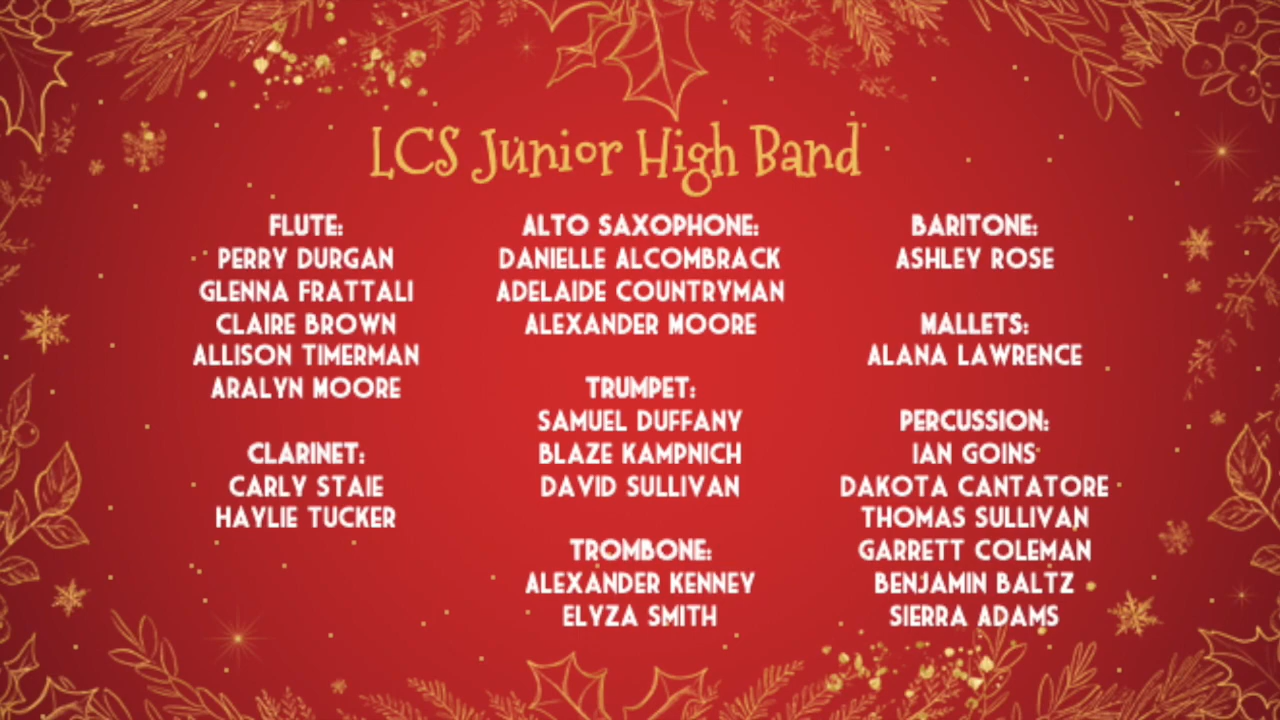 LCS Junior High Band
FLUTE:
PERRY DURGAN
GLENNA FRATTALI
CLAIRE BROWN
ALLISON TIMERMAN
ARALYN MOORE
CLARINET:
CARLY STAIE
HAYLIE TUCKER
ALTO SAXOPHONE:
DANIELLE ALCOMBRACK
ADELAIDE COUNTRYMAN
ALEXANDER MOORE
TRUMPET:
SAMUEL DUFFANY
BLAZE KAMPNICH
DAVID SULLIVAN
TROMBONE:
ALEXANDER KENNEY
ELYZA SMITH
BARITONE:
ASHLEY ROSE
MALLETS:
ALANA LAWRENCE
PERCUSSION:
IAN GOINS
DAKOTA CANTATORE
THOMAS SULLIVAN
GARRETT COLEMAN
BENJAMIN BALTZ
SIERRA ADAMS